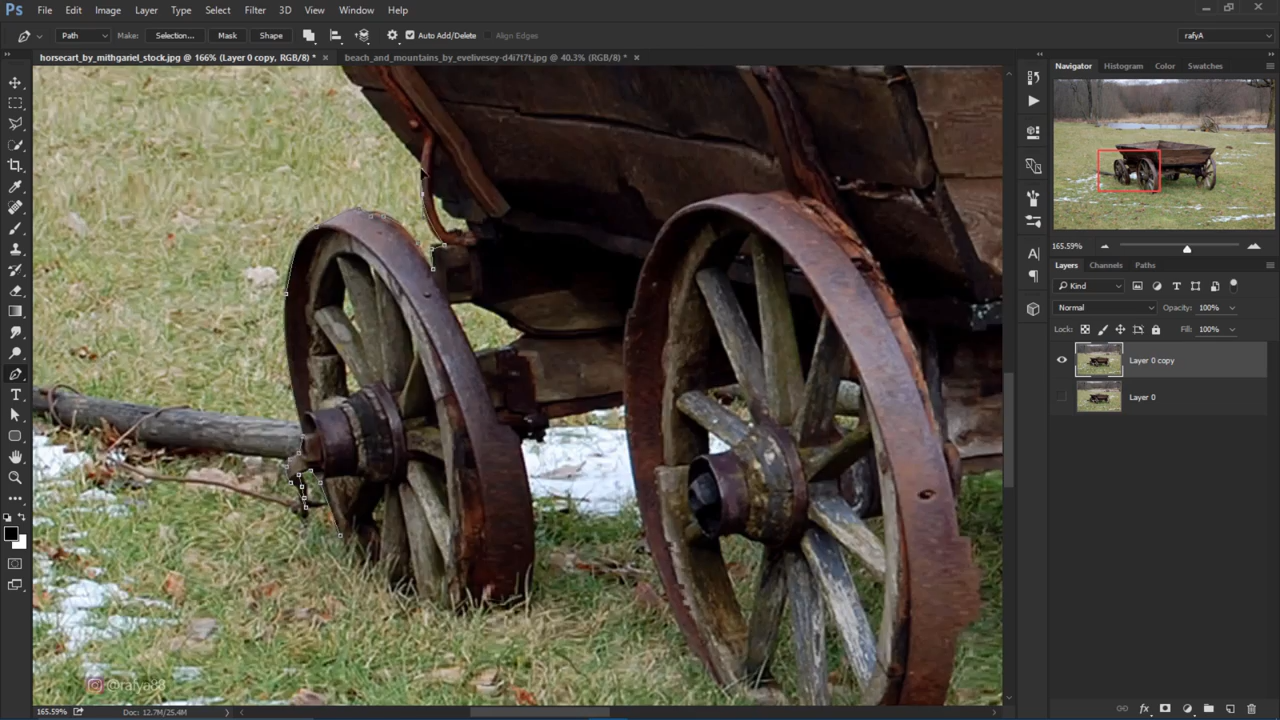 Ps File Edit Image Layer Type Select Filter 3D View Window Help
Path Make: Selection... Mask Shape Auto Add/Delete Align Edges rafyA
horsecart_by_mithgariel_stock.jpg @ 166% (Layer 0 copy, RGB/8) * × beach_and_mountains_by_evelivesey-d4i7l7t.jpg @ 40.3% (RGB/8) * ×
Navigator Histogram Color Swatches
165.59%
Layers Channels Paths
Kind
Normal Opacity: 100%
Lock: Fill: 100%
Layer 0 copy
Layer 0
@rafya88
165.59% Doc: 12.7M/25.4M